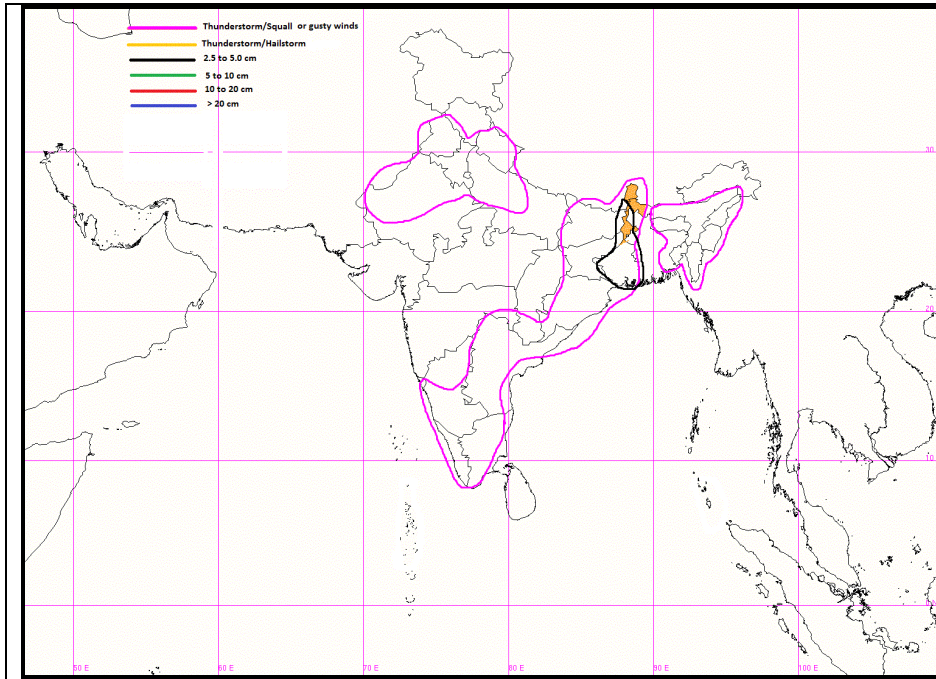 Thunderstorm/Squall or gusty winds
Thunderstorm/Hailstorm
2.5 to 5.0 cm
5 to 10 cm
10 to 20 cm
> 20 cm
30
20
10
50 E
60 E
70 E
80 E
90 E
100 E